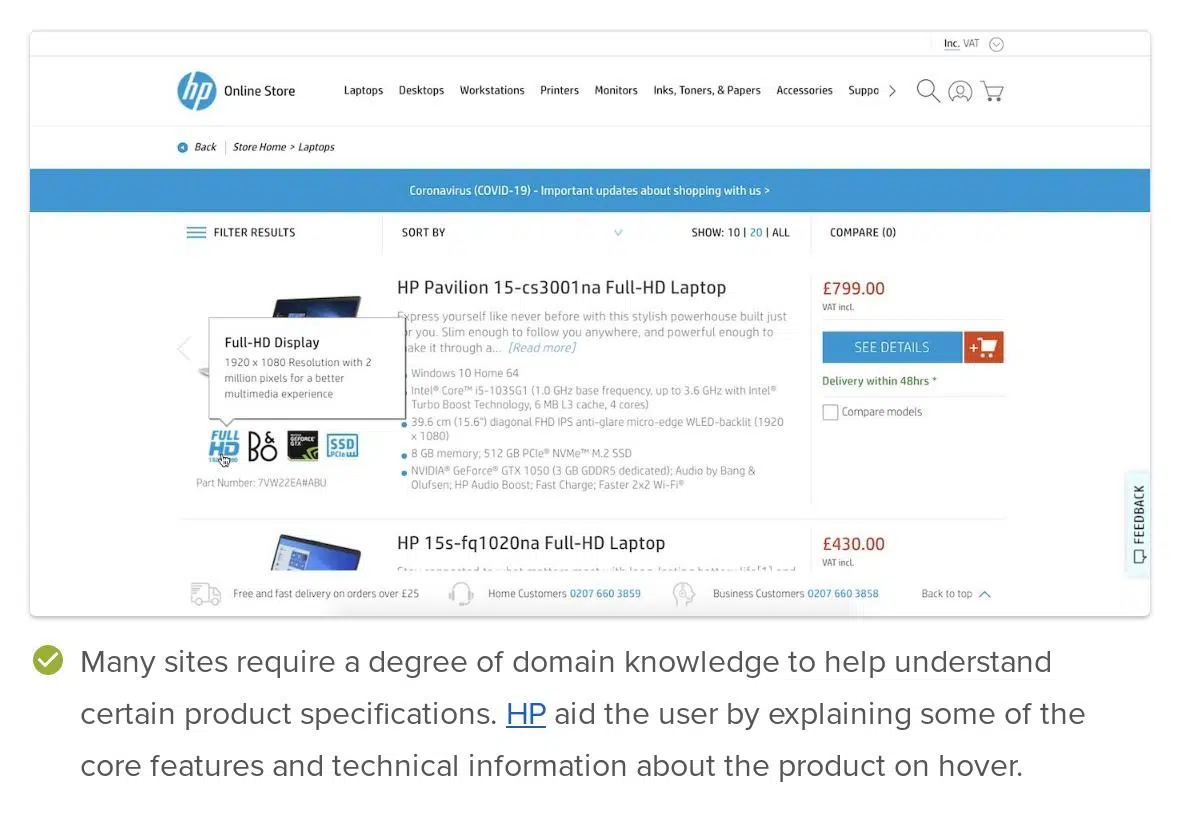 Inc. VAT
hp Online Store Laptops Desktops Workstations Printers Monitors Inks, Toners, & Papers Accessories Suppo
Back Store Home > Laptops
Coronavirus (COVID-19) - Important updates about shopping with us >
FILTER RESULTS SORT BY SHOW: 10 | 20 | ALL COMPARE (0)
HP Pavilion 15-cs3001na Full-HD Laptop
Express yourself like never before with this stylish powerhouse built just
or you. Slim enough to follow you anywhere, and powerful enough to
ake it through a... [Read more]
Windows 10 Home 64
Intel® Core™ i5-1035G1 (1.0 GHz base frequency, up to 3.6 GHz with Intel®
Turbo Boost Technology, 6 MB L3 cache, 4 cores)
39.6 cm (15.6") diagonal FHD IPS anti-glare micro-edge WLED-backlit (1920
x 1080)
8 GB memory; 512 GB PCIe® NVMe™ M.2 SSD
NVIDIA® GeForce® GTX 1050 (3 GB GDDR5 dedicated); Audio by Bang &
Olufsen; HP Audio Boost; Fast Charge; Faster 2x2 Wi-Fi®
Full-HD Display
1920 x 1080 Resolution with 2
million pixels for a better
multimedia experience
FULL
HD
B&O
GEFORCE
GTX
SSD
PCIe
Part Number: 7VW22EA#ABU
£799.00
VAT incl.
SEE DETAILS +
Delivery within 48hrs *
Compare models
FEEDBACK
HP 15s-fq1020na Full-HD Laptop
£430.00
VAT incl.
Free and fast delivery on orders over £25 Home Customers 0207 660 3859 Business Customers 0207 660 3858 Back to top
Many sites require a degree of domain knowledge to help understand
certain product specifications. HP aid the user by explaining some of the
core features and technical information about the product on hover.